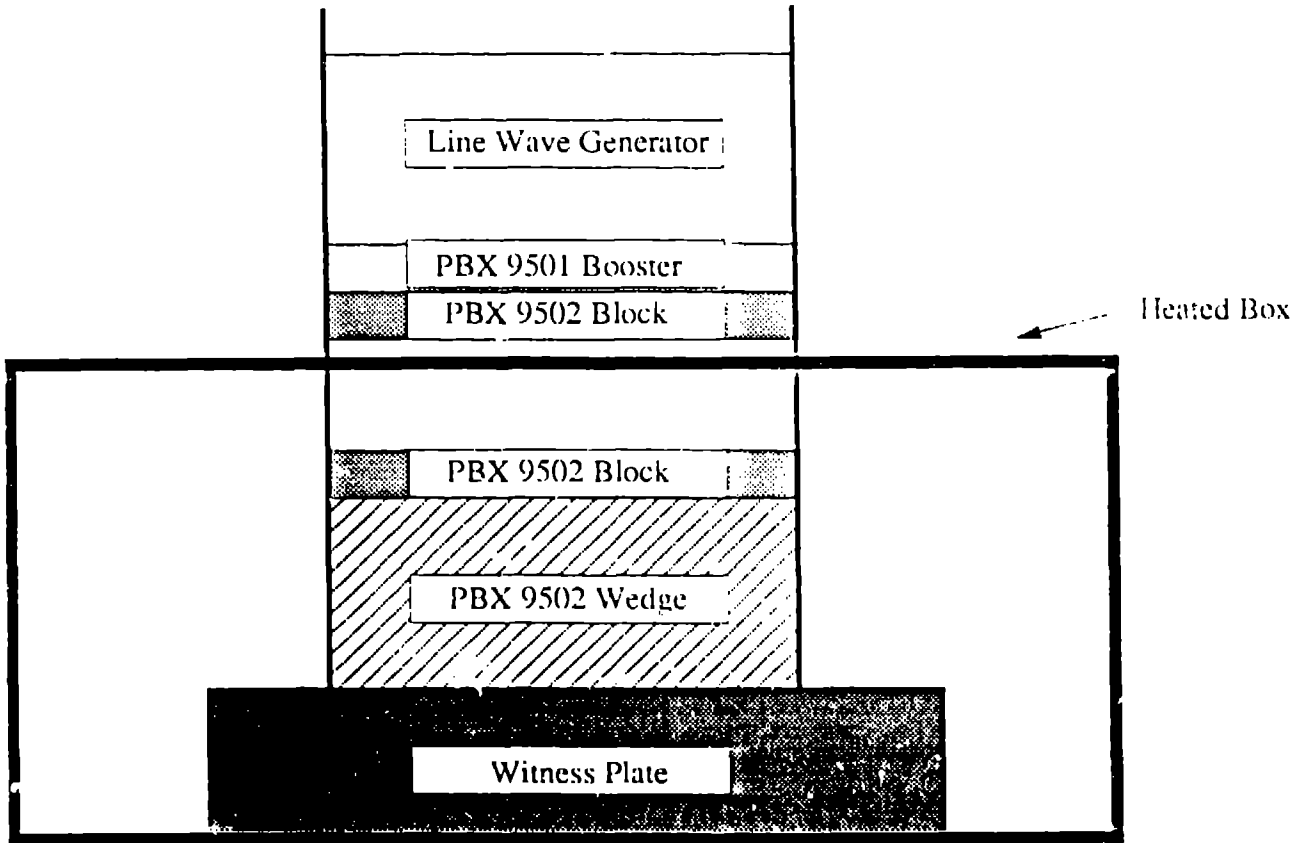 Line Wave Generator
PBX 9501 Booster
PBX 9502 Block
Heated Box
PBX 9502 Block
PBX 9502 Wedge
Witness Plate